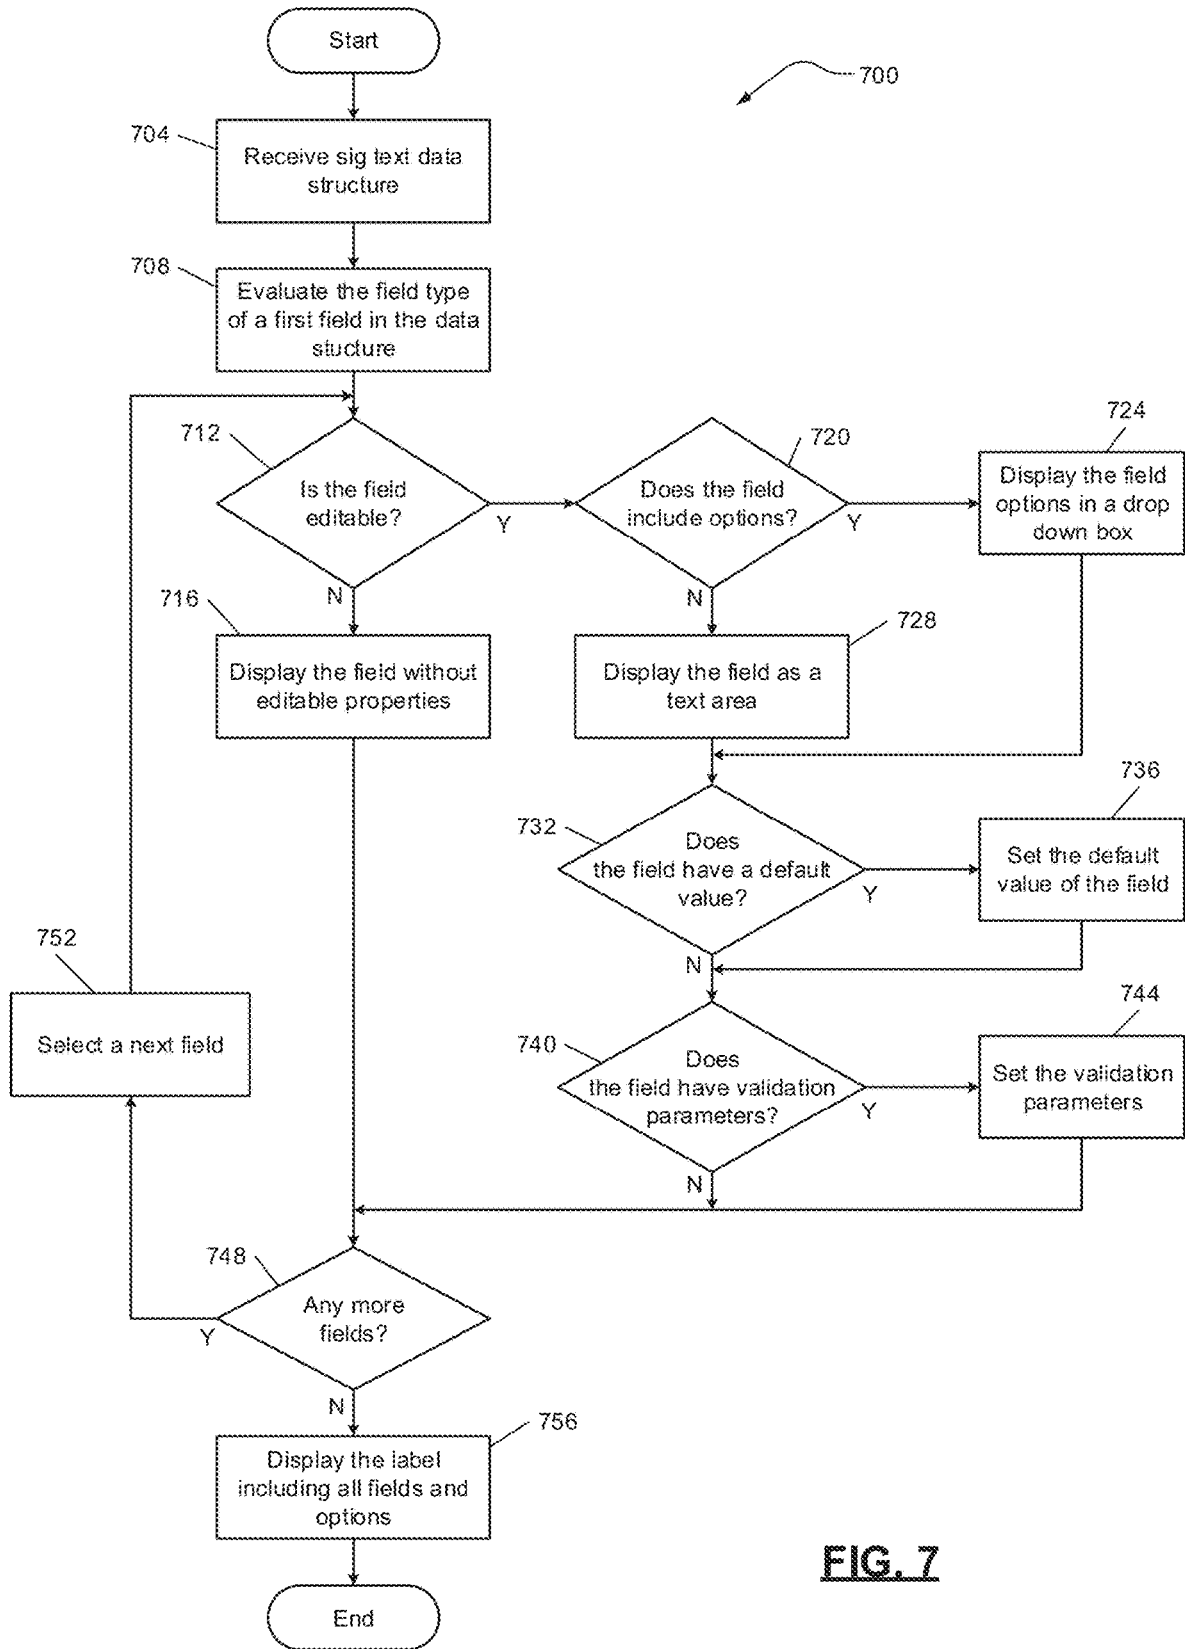 Start
700
704
Receive sig text data
structure
708
Evaluate the field type
of a first field in the data
stucture
712
Is the field
editable?
Y
N
720
Does the field
include options?
Y
N
724
Display the field
options in a drop
down box
716
Display the field without
editable properties
728
Display the field as a
text area
732
Does
the field have a default
value?
Y
N
736
Set the default
value of the field
752
Select a next field
740
Does
the field have validation
parameters?
Y
N
744
Set the validation
parameters
748
Any more
fields?
Y
N
756
Display the label
including all fields and
options
End
FIG. 7